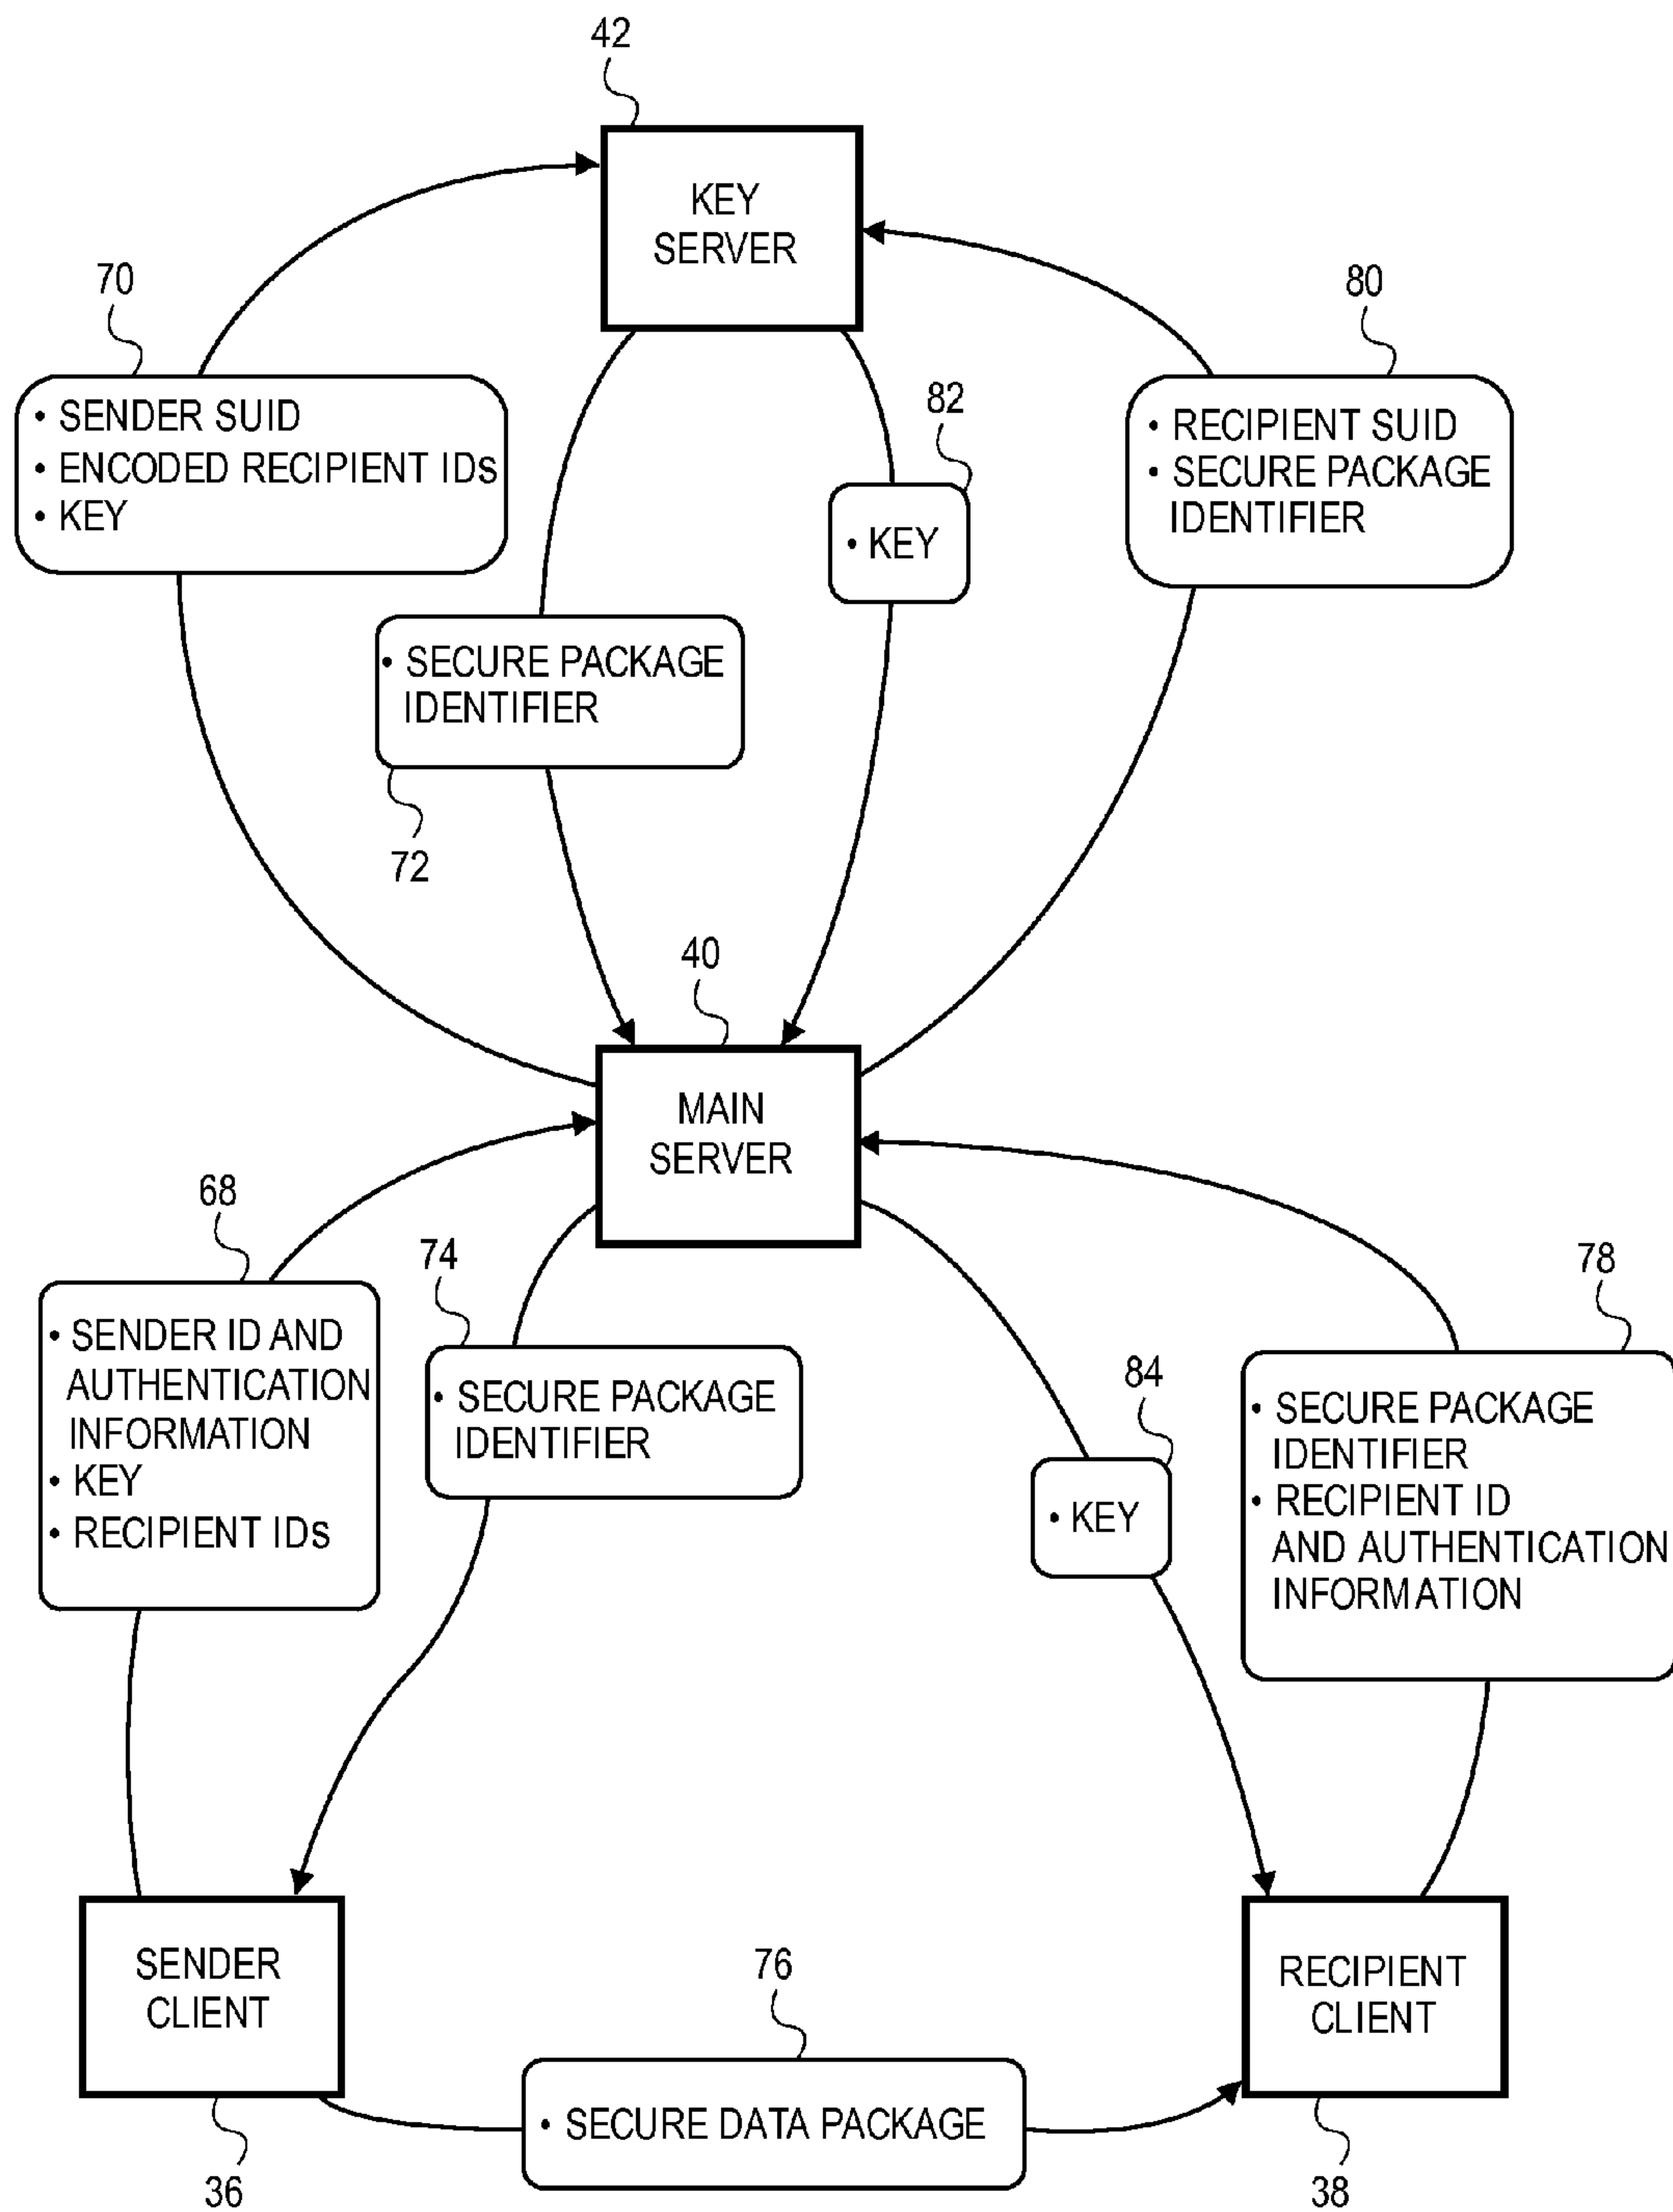 42
KEY
SERVER
70
• SENDER SUID
• ENCODED RECIPIENT IDs
• KEY
80
• RECIPIENT SUID
• SECURE PACKAGE
IDENTIFIER
82
• KEY
• SECURE PACKAGE
IDENTIFIER
72
40
MAIN
SERVER
68
• SENDER ID AND
AUTHENTICATION
INFORMATION
• KEY
• RECIPIENT IDs
74
• SECURE PACKAGE
IDENTIFIER
84
• KEY
78
• SECURE PACKAGE
IDENTIFIER
• RECIPIENT ID
AND AUTHENTICATION
INFORMATION
SENDER
CLIENT
36
76
• SECURE DATA PACKAGE
RECIPIENT
CLIENT
38